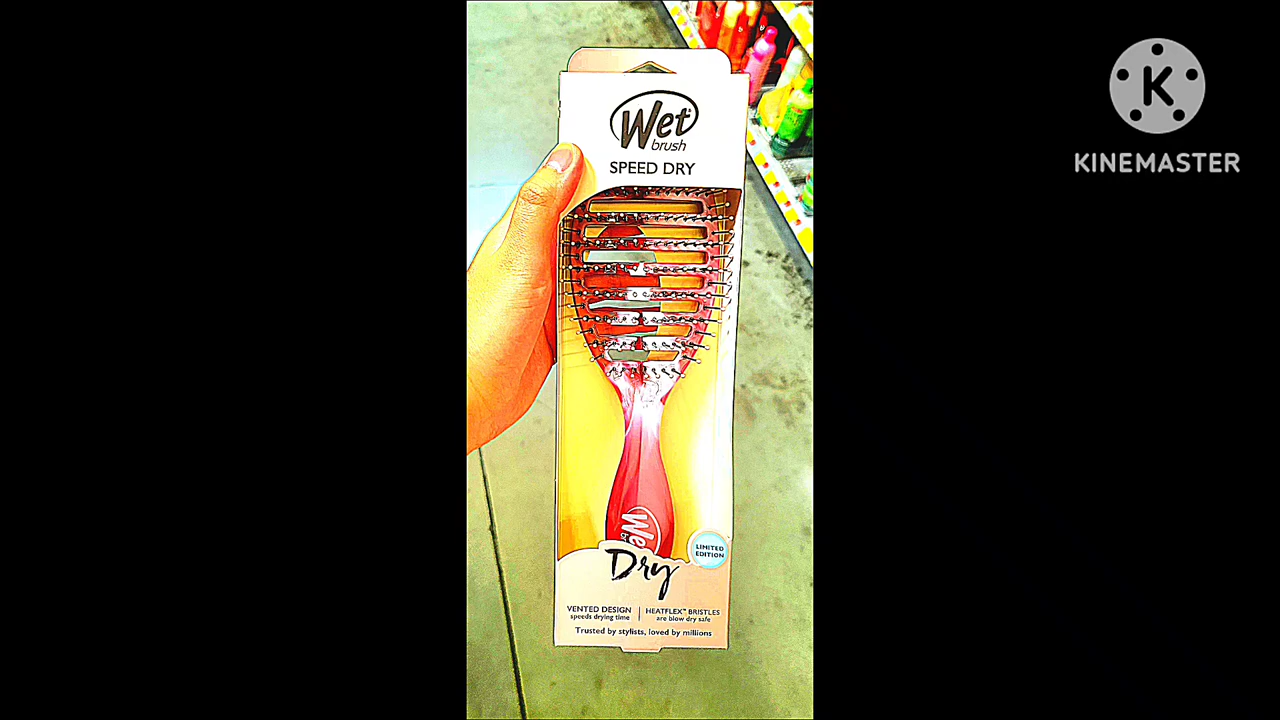 Wet
brush
SPEED DRY
KINEMASTER
We
LIMITED
EDITION
Dry
VENTED DESIGN
speeds drying time
HEATFLEX™ BRISTLES
are blow dry safe
Trusted by stylists, loved by millions